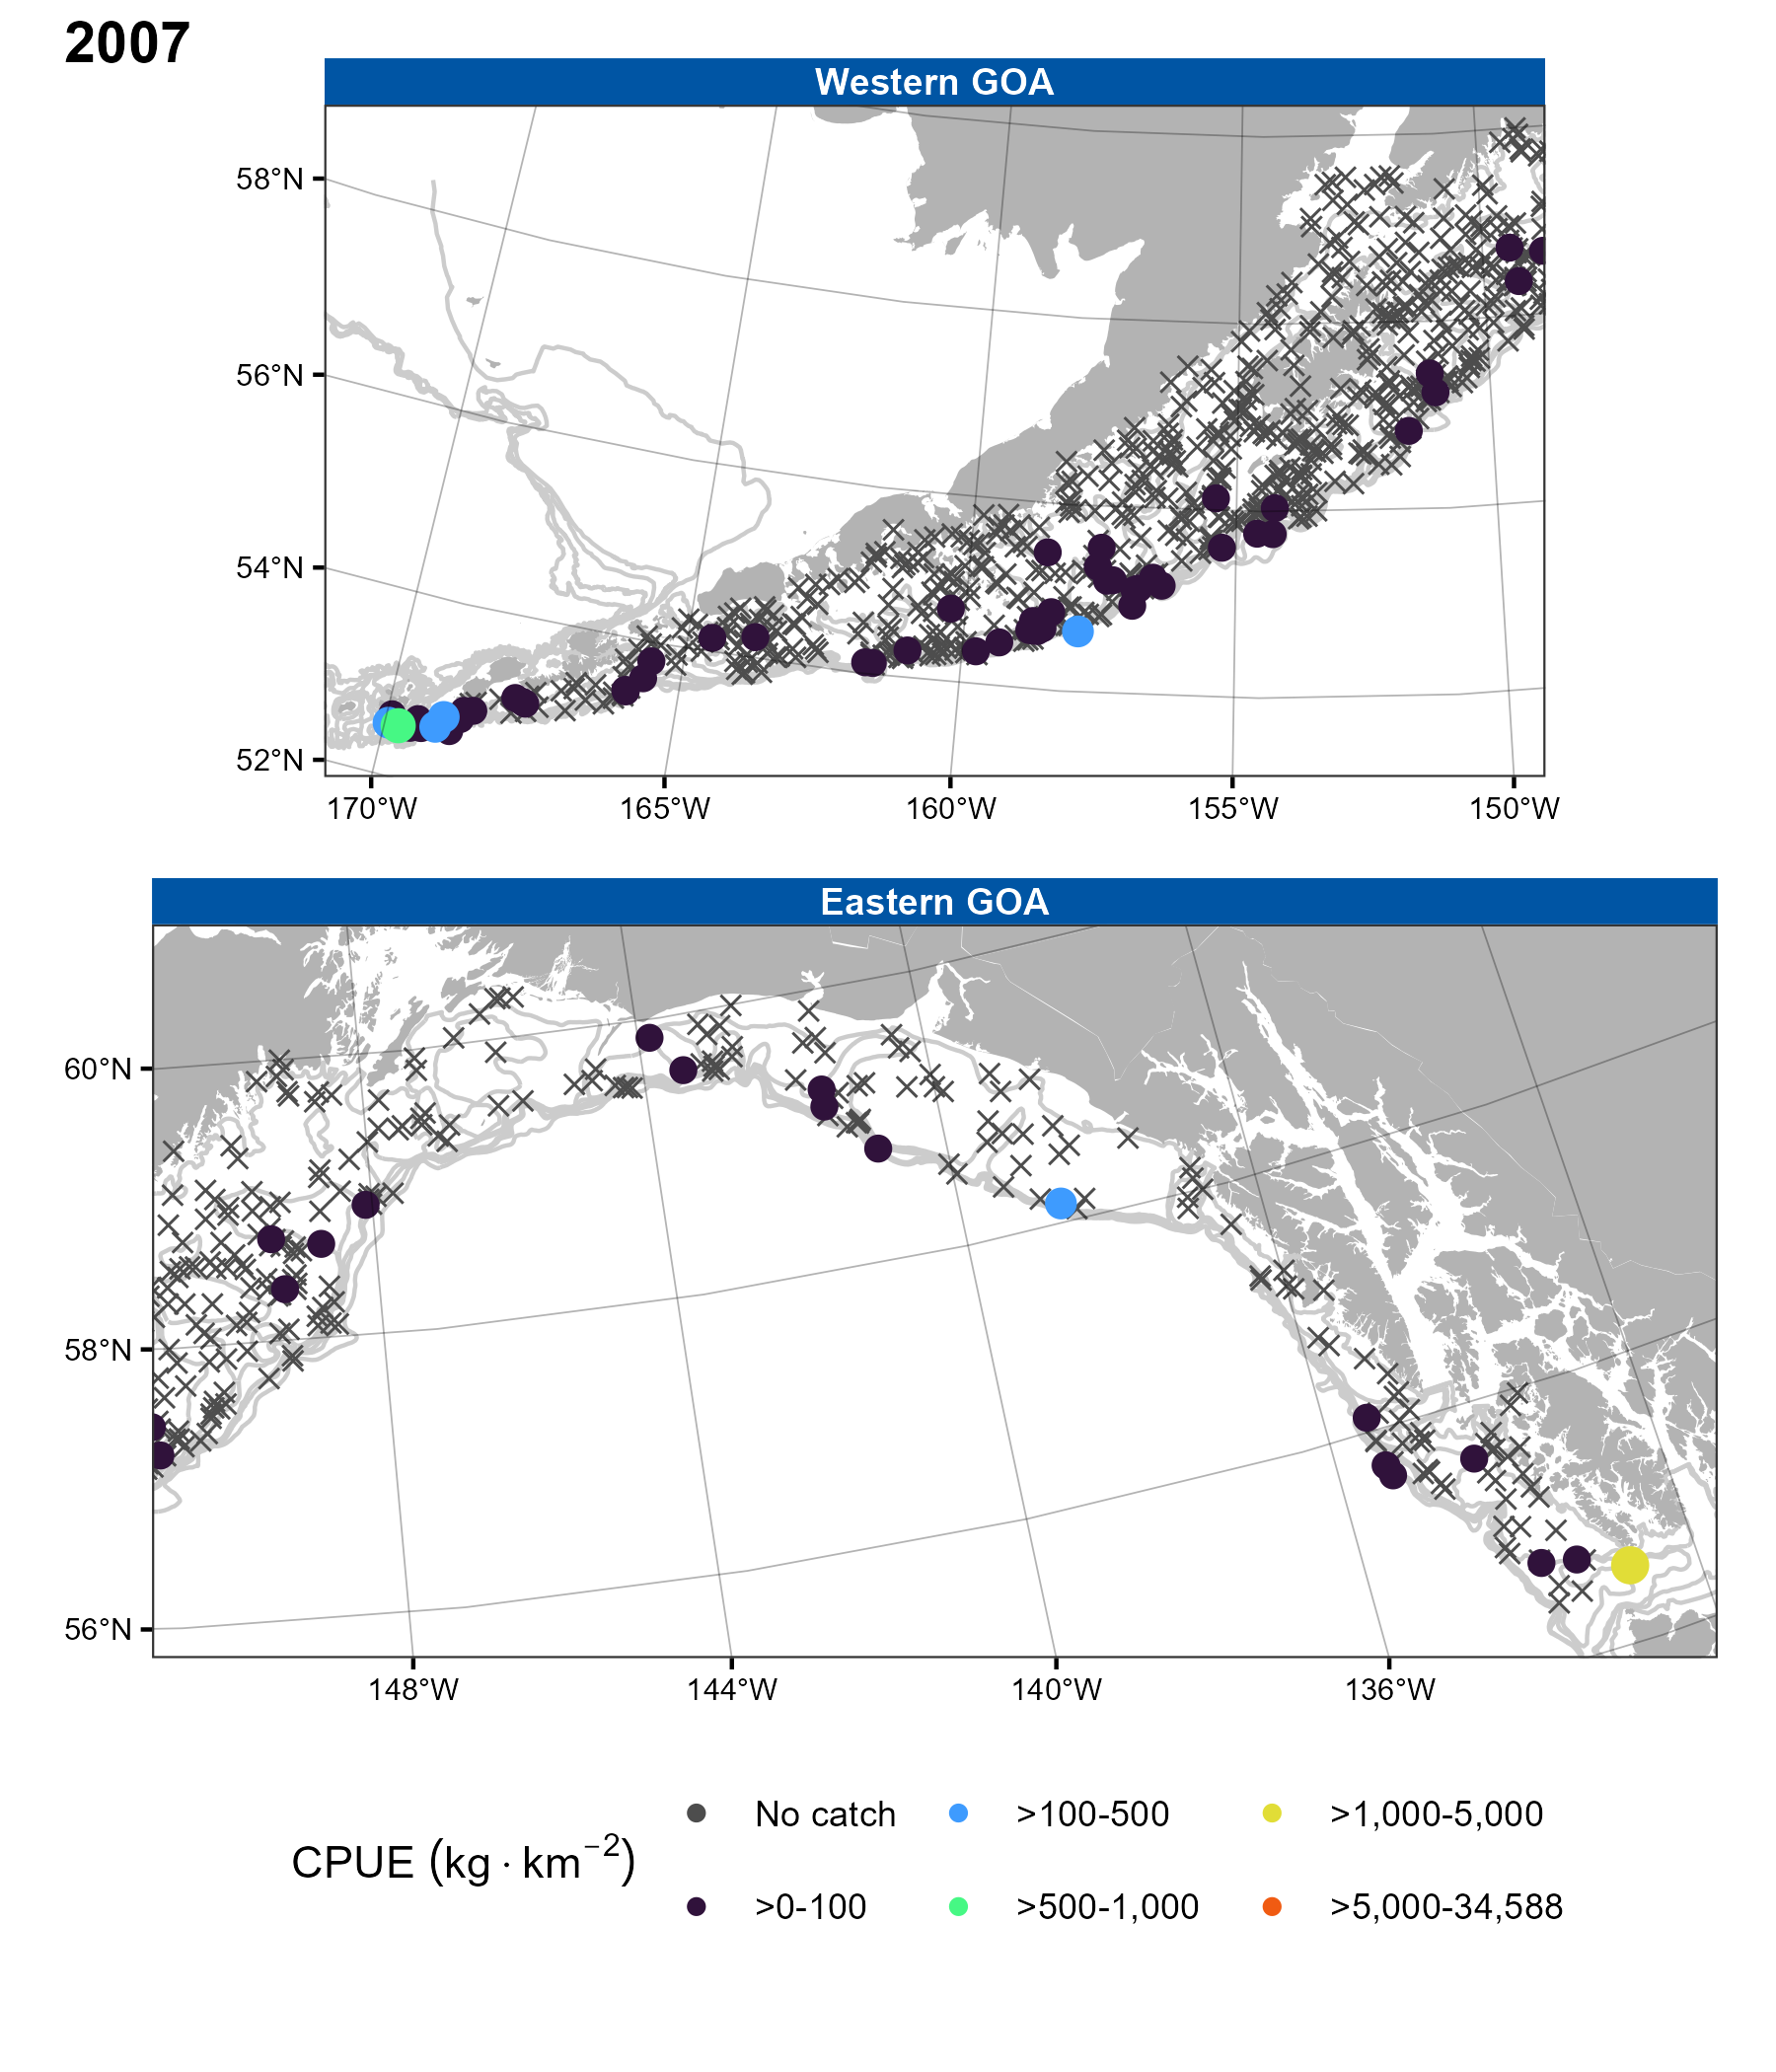 2007
Western GOA
58°N
56°N
54°N
52°N
170°W 165°W 160°W 155°W 150°W
Eastern GOA
60°N
58°N
56°N
148°W 144°W 140°W 136°W
No catch >100-500 >1,000-5,000
CPUE (kg · km⁻²)
>0-100 >500-1,000 >5,000-34,588